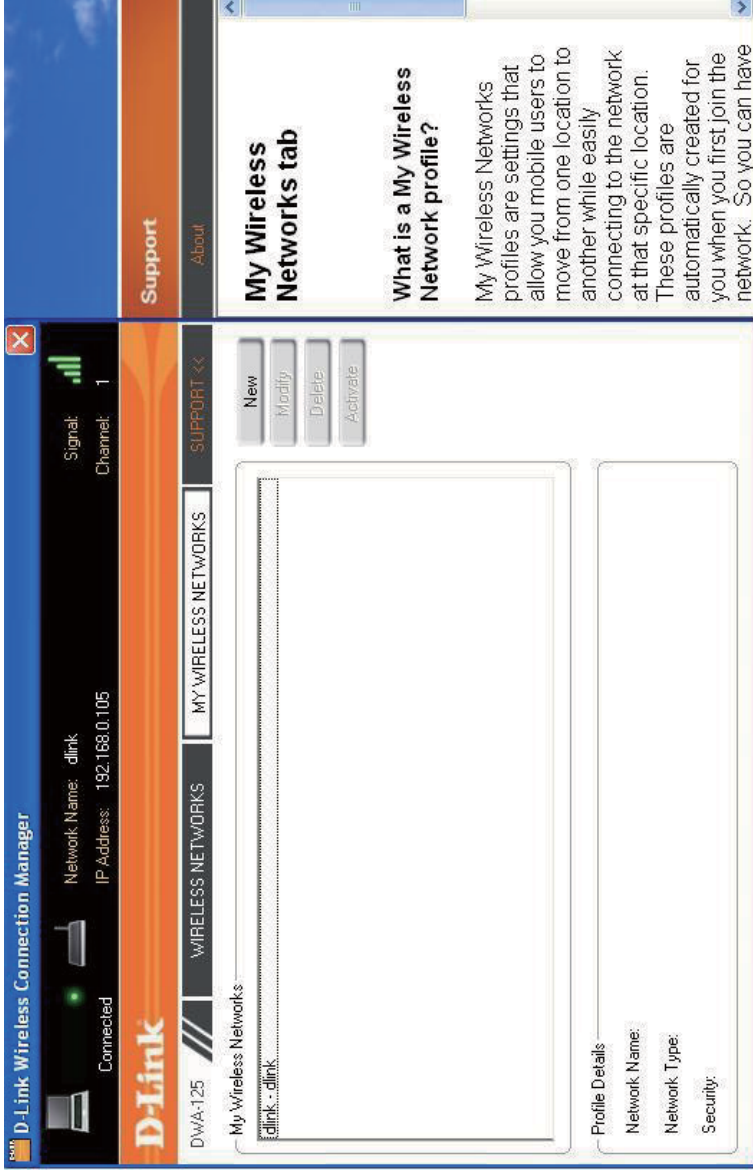 D-Link Wireless Connection Manager
Connected
Network Name: dlink
IP Address: 192.168.0.105
Signal:
Channel: 1
D-Link
DWA-125
WIRELESS NETWORKS
MY WIRELESS NETWORKS
SUPPORT <<
My Wireless Networks
dlink - dlink
New
Modify
Delete
Activate
Profile Details
Network Name:
Network Type:
Security:
Support
About
My Wireless
Networks tab
What is a My Wireless
Network profile?
My Wireless Networks
profiles are settings that
allow you mobile users to
move from one location to
another while easily
connecting to the network
at that specific location.
These profiles are
automatically created for
you when you first join the
network. So you can have